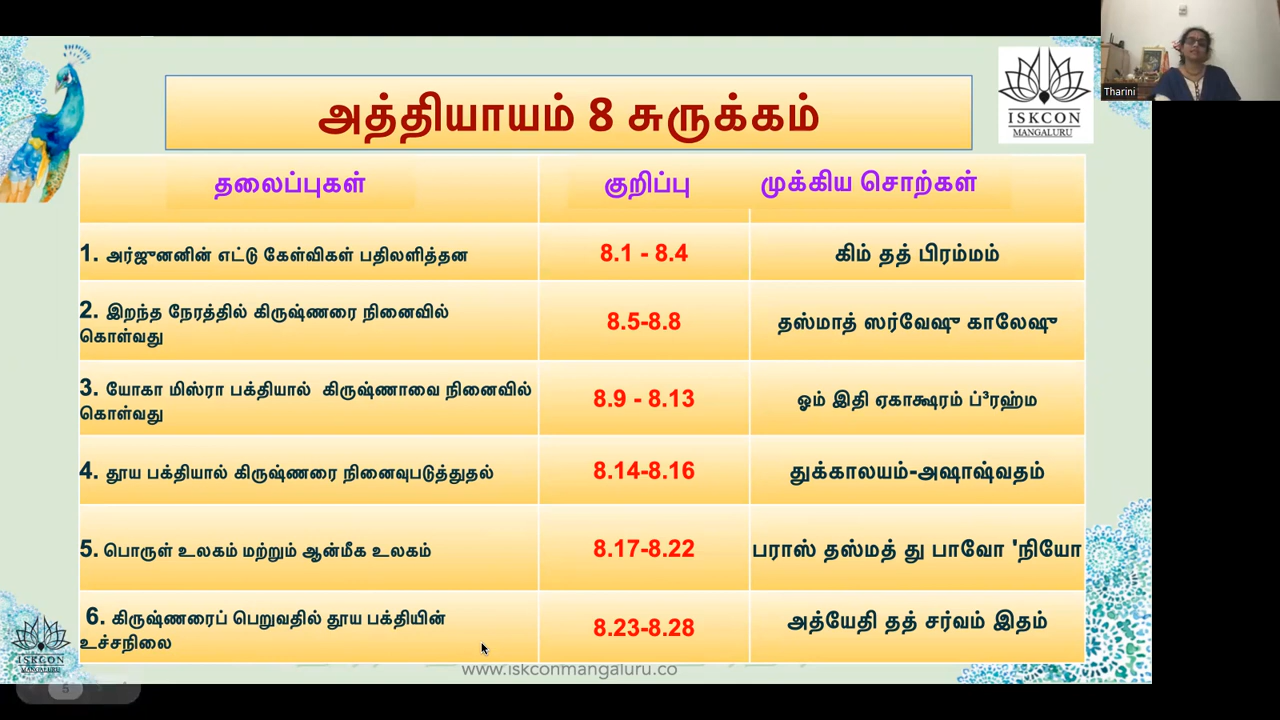 Tharini
ISKCON
MANGALURU
அத்தியாயம் 8 சுருக்கம்
தலைப்புகள் குறிப்பு முக்கிய சொற்கள்
1. அர்ஜுனனின் எட்டு கேள்விகள் பதிலளித்தன 8.1 - 8.4 கிம் தத் பிரம்மம்
2. இறந்த நேரத்தில் கிருஷ்ணரை நினைவில்
கொள்வது 8.5-8.8 தஸ்மாத் ஸர்வேஷு காலேஷு
3. யோகா மிஸ்ரா பக்தியால் கிருஷ்ணாவை நினைவில்
கொள்வது 8.9 - 8.13 ஓம் இதி ஏகாக்ஷரம் ப்³ரஹ்ம
4. தூய பக்தியால் கிருஷ்ணரை நினைவுபடுத்துதல் 8.14-8.16 துக்காலயம்-அஷாஷ்வதம்
5. பொருள் உலகம் மற்றும் ஆன்மீக உலகம் 8.17-8.22 பராஸ் தஸ்மத் து பாவோ 'நியோ
6. கிருஷ்ணரைப் பெறுவதில் தூய பக்தியின்
உச்சநிலை 8.23-8.28 அத்யேதி தத் சர்வம் இதம்
ISKCON
MANGALURU
www.iskconmangaluru.co
5